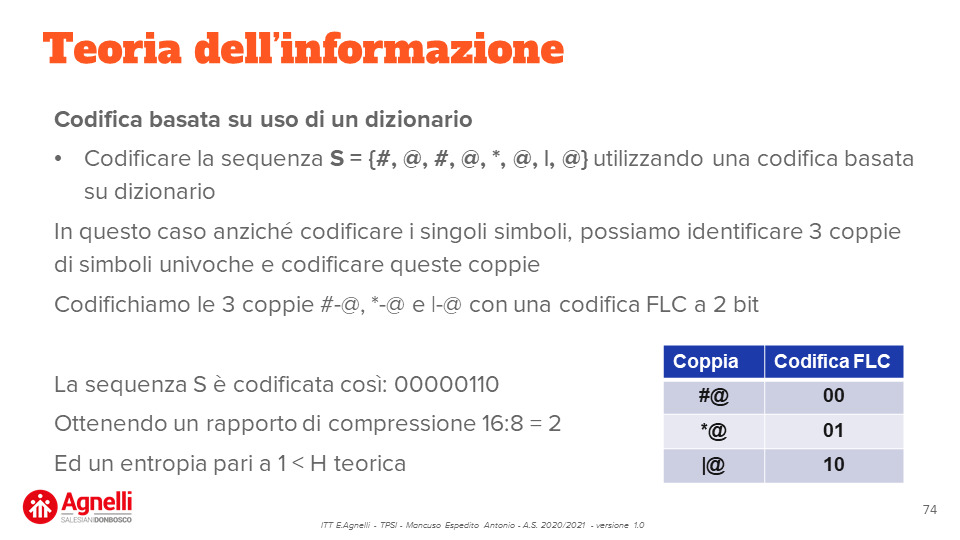 Teoria dell'informazione
Codifica basata su uso di un dizionario
• Codificare la sequenza S = {#, @, #, @, *, @, |, @} utilizzando una codifica basata
su dizionario
In questo caso anziché codificare i singoli simboli, possiamo identificare 3 coppie
di simboli univoche e codificare queste coppie
Codifichiamo le 3 coppie #-@, *-@ e |-@ con una codifica FLC a 2 bit
La sequenza S è codificata così: 00000110
Ottenendo un rapporto di compressione 16:8 = 2
Ed un entropia pari a 1 < H teorica
Coppia Codifica FLC
#@ 00
*@ 01
|@ 10
Agnelli
SALESIANIDONBOSCO
ITT E.Agnelli - TPSI - Mancuso Espedito Antonio - A.S. 2020/2021 - versione 1.0
74